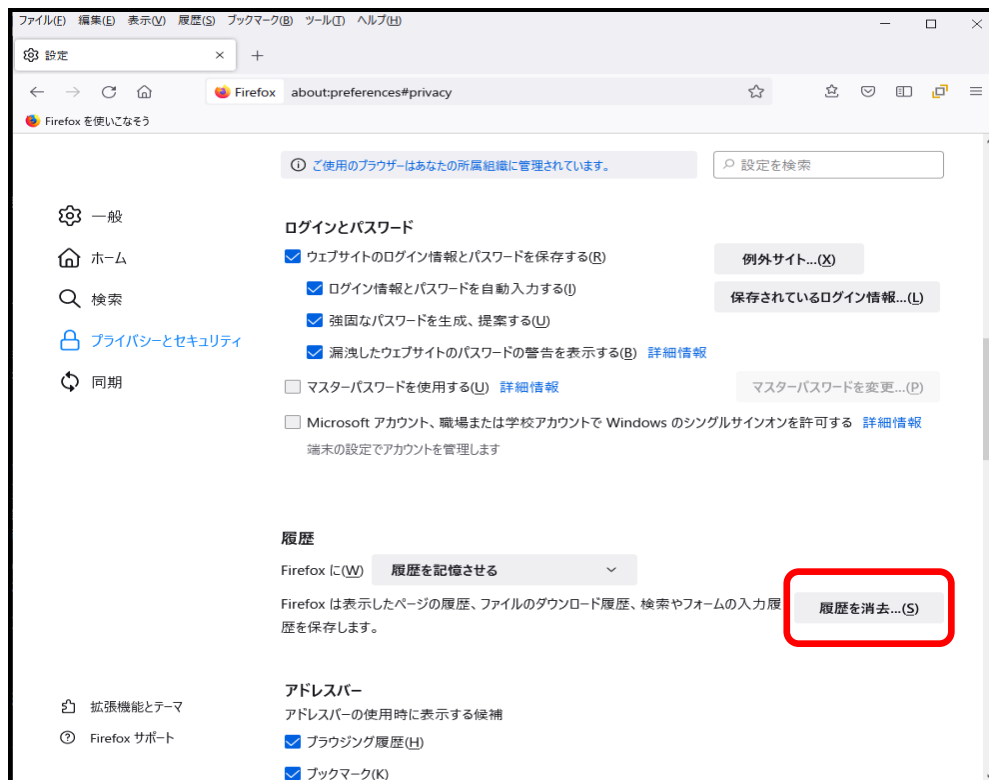 ファイル(F) 編集(E) 表示(V) 履歴(S) ブックマーク(B) ツール(T) ヘルプ(H)
設定
Firefox about:preferences#privacy
Firefox を使いこなそう
ご使用のブラウザーはあなたの所属組織に管理されています。
設定を検索
一般
ホーム
検索
プライバシーとセキュリティ
同期
ログインとパスワード
ウェブサイトのログイン情報とパスワードを保存する(R) 例外サイト...(X)
ログイン情報とパスワードを自動入力する(I) 保存されているログイン情報...(L)
強固なパスワードを生成、提案する(U)
漏洩したウェブサイトのパスワードの警告を表示する(B) 詳細情報
マスターパスワードを使用する(U) 詳細情報 マスターパスワードを変更...(P)
Microsoft アカウント、職場または学校アカウントで Windows のシングルサインオンを許可する 詳細情報
端末の設定でアカウントを管理します
履歴
Firefox に(W) 履歴を記憶させる
Firefox は表示したページの履歴、ファイルのダウンロード履歴、検索やフォームの入力履
歴を保存します。
履歴を消去...(S)
アドレスバー
アドレスバーの使用時に表示する候補
ブラウジング履歴(H)
ブックマーク(K)
拡張機能とテーマ
Firefox サポート